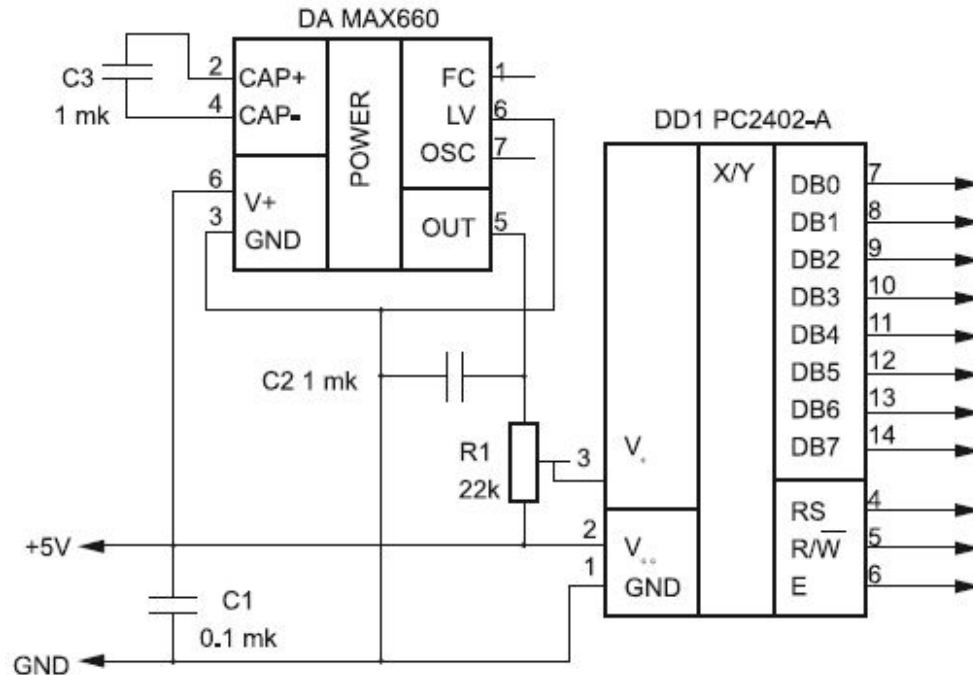 DA MAX660
C3
1 mk
2
CAP+
4
CAP-
6
V+
3
GND
POWER
FC
1
LV
6
OSC
7
OUT
5
C2 1 mk
R1
22k
+5V
C1
0.1 mk
GND
DD1 PC2402-A
X/Y
3
V
2
V
1
GND
DB0
7
DB1
8
DB2
9
DB3
10
DB4
11
DB5
12
DB6
13
DB7
14
RS
4
R/W̅
5
E
6